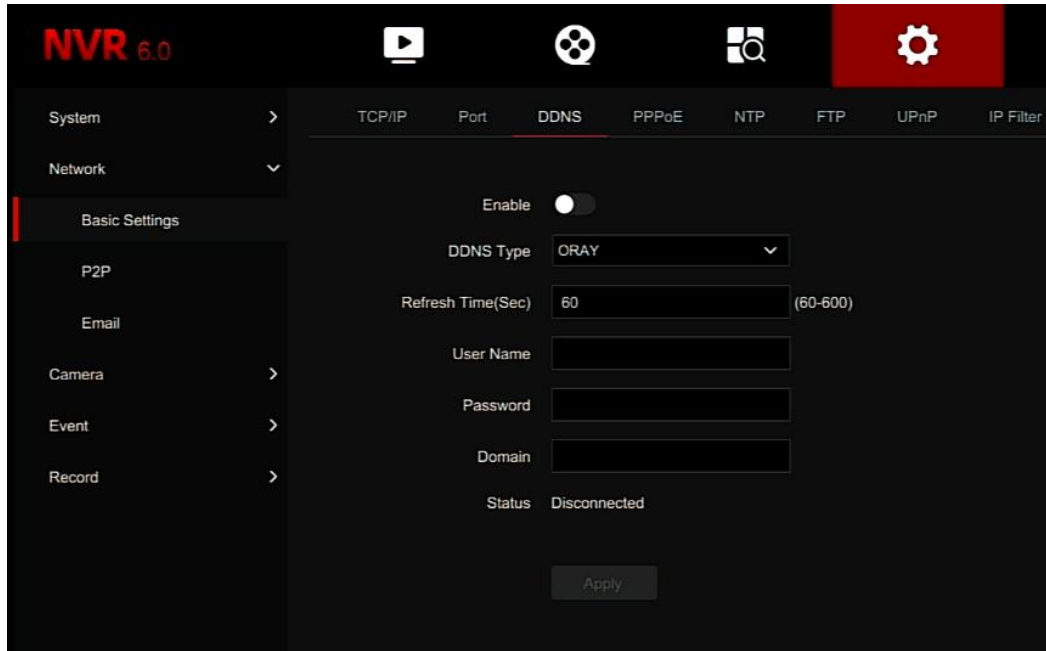 NVR 6.0
System
TCP/IP Port DDNS PPPoE NTP FTP UPnP IP Filter
Network
Basic Settings
P2P
Email
Camera
Event
Record
Enable
DDNS Type ORAY
Refresh Time(Sec) 60 (60-600)
User Name
Password
Domain
Status Disconnected
Apply